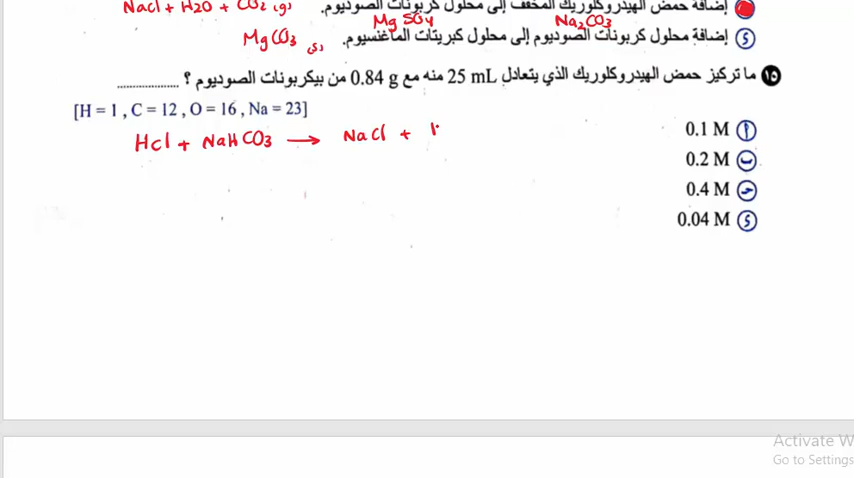 NaCl + H2O + CO2 (g) إضافة حمض الهيدروكلوريك المخفف إلى محلول كربونات الصوديوم.
MgSO4 Na2CO3
د إضافة محلول كربونات الصوديوم إلى محلول كبريتات الماغنسيوم. MgCO3
١٥ ما تركيز حمض الهيدروكلوريك الذي يتعادل 25 mL منه مع 0.84 g من بيكربونات الصوديوم ؟ ....................
[H = 1 , C = 12 , O = 16 , Na = 23]
HCl + NaHCO3 → NaCl +
أ 0.1 M
ب 0.2 M
ج 0.4 M
د 0.04 M
Activate W
Go to Settings